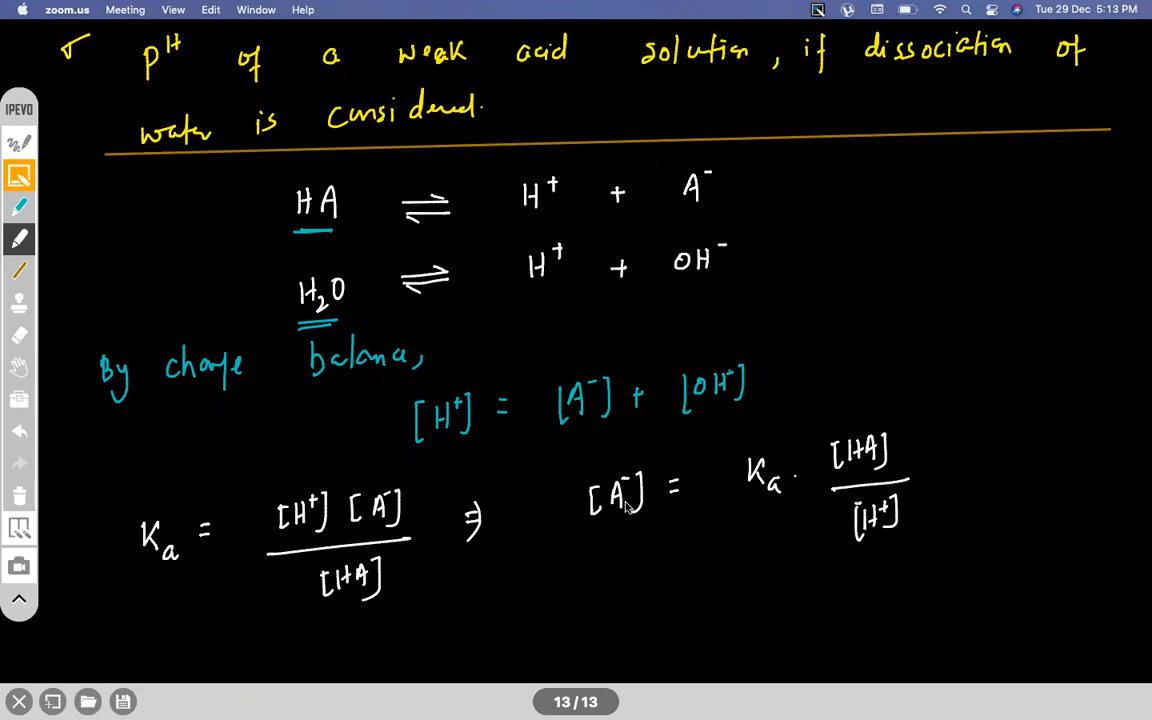 zoom.us Meeting View Edit Window Help Tue 29 Dec 5:13 PM
IPEVO
pH of a weak acid solution, if dissociation of
water is considered.
HA ⇌ H⁺ + A⁻
H₂O ⇌ H⁺ + OH⁻
By charge balance,
[H⁺] = [A⁻] + [OH⁻]
Kₐ = [H⁺] [A⁻] / [HA] ⇒ [A⁻] = Kₐ · [HA] / [H⁺]
13 / 13